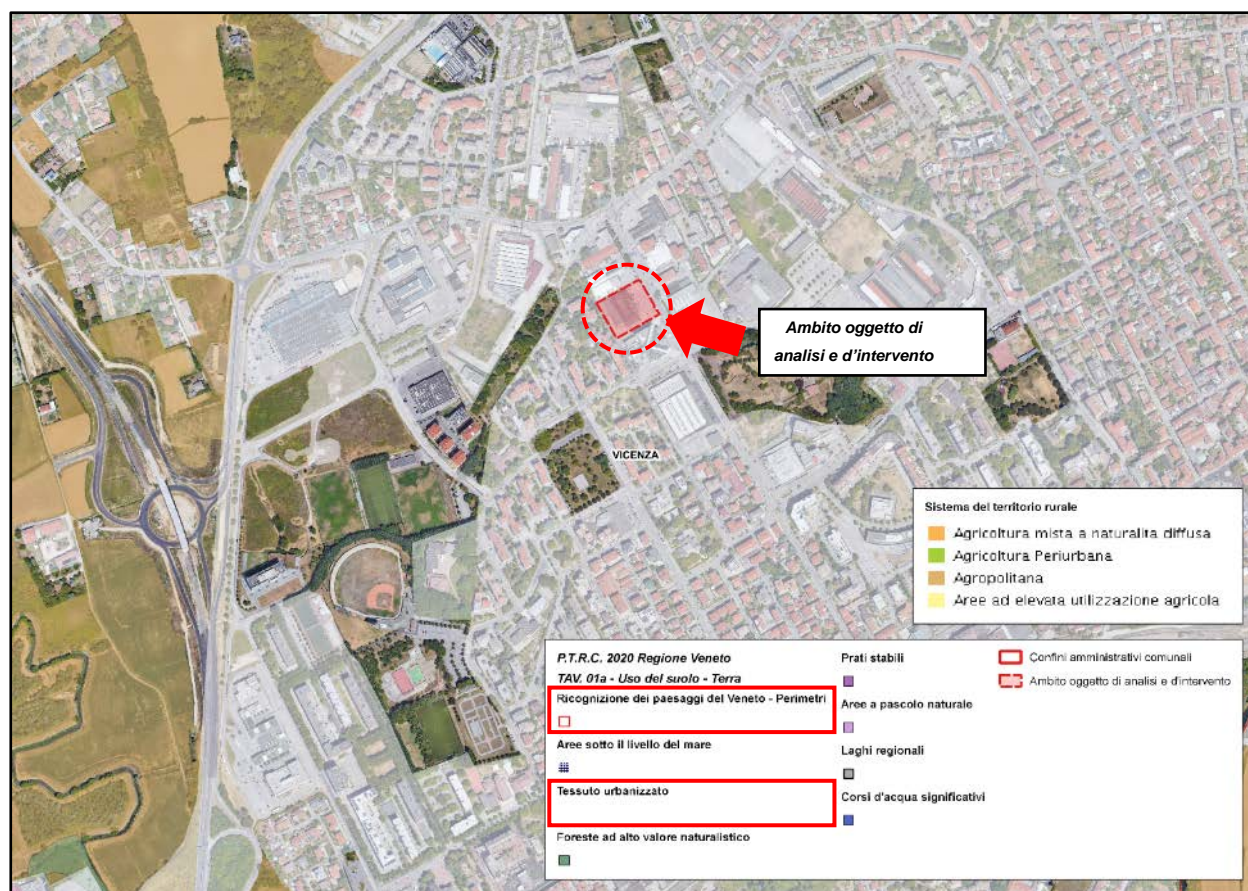 Ambito oggetto di
analisi e d'intervento
VICENZA
Sistema del territorio rurale
Agricoltura mista a naturalita diffusa
Agricoltura Periurbana
Agropolitana
Aree ad elevata utilizzazione agricola
P.T.R.C. 2020 Regione Veneto
TAV. 01a - Uso del suolo - Terra
Ricognizione dei paesaggi del Veneto - Perimetri
Aree sotto il livello del mare
Tessuto urbanizzato
Foreste ad alto valore naturalistico
Prati stabili
Aree a pascolo naturale
Laghi regionali
Corsi d'acqua significativi
Confini amministrativi comunali
Ambito oggetto di analisi e d'intervento